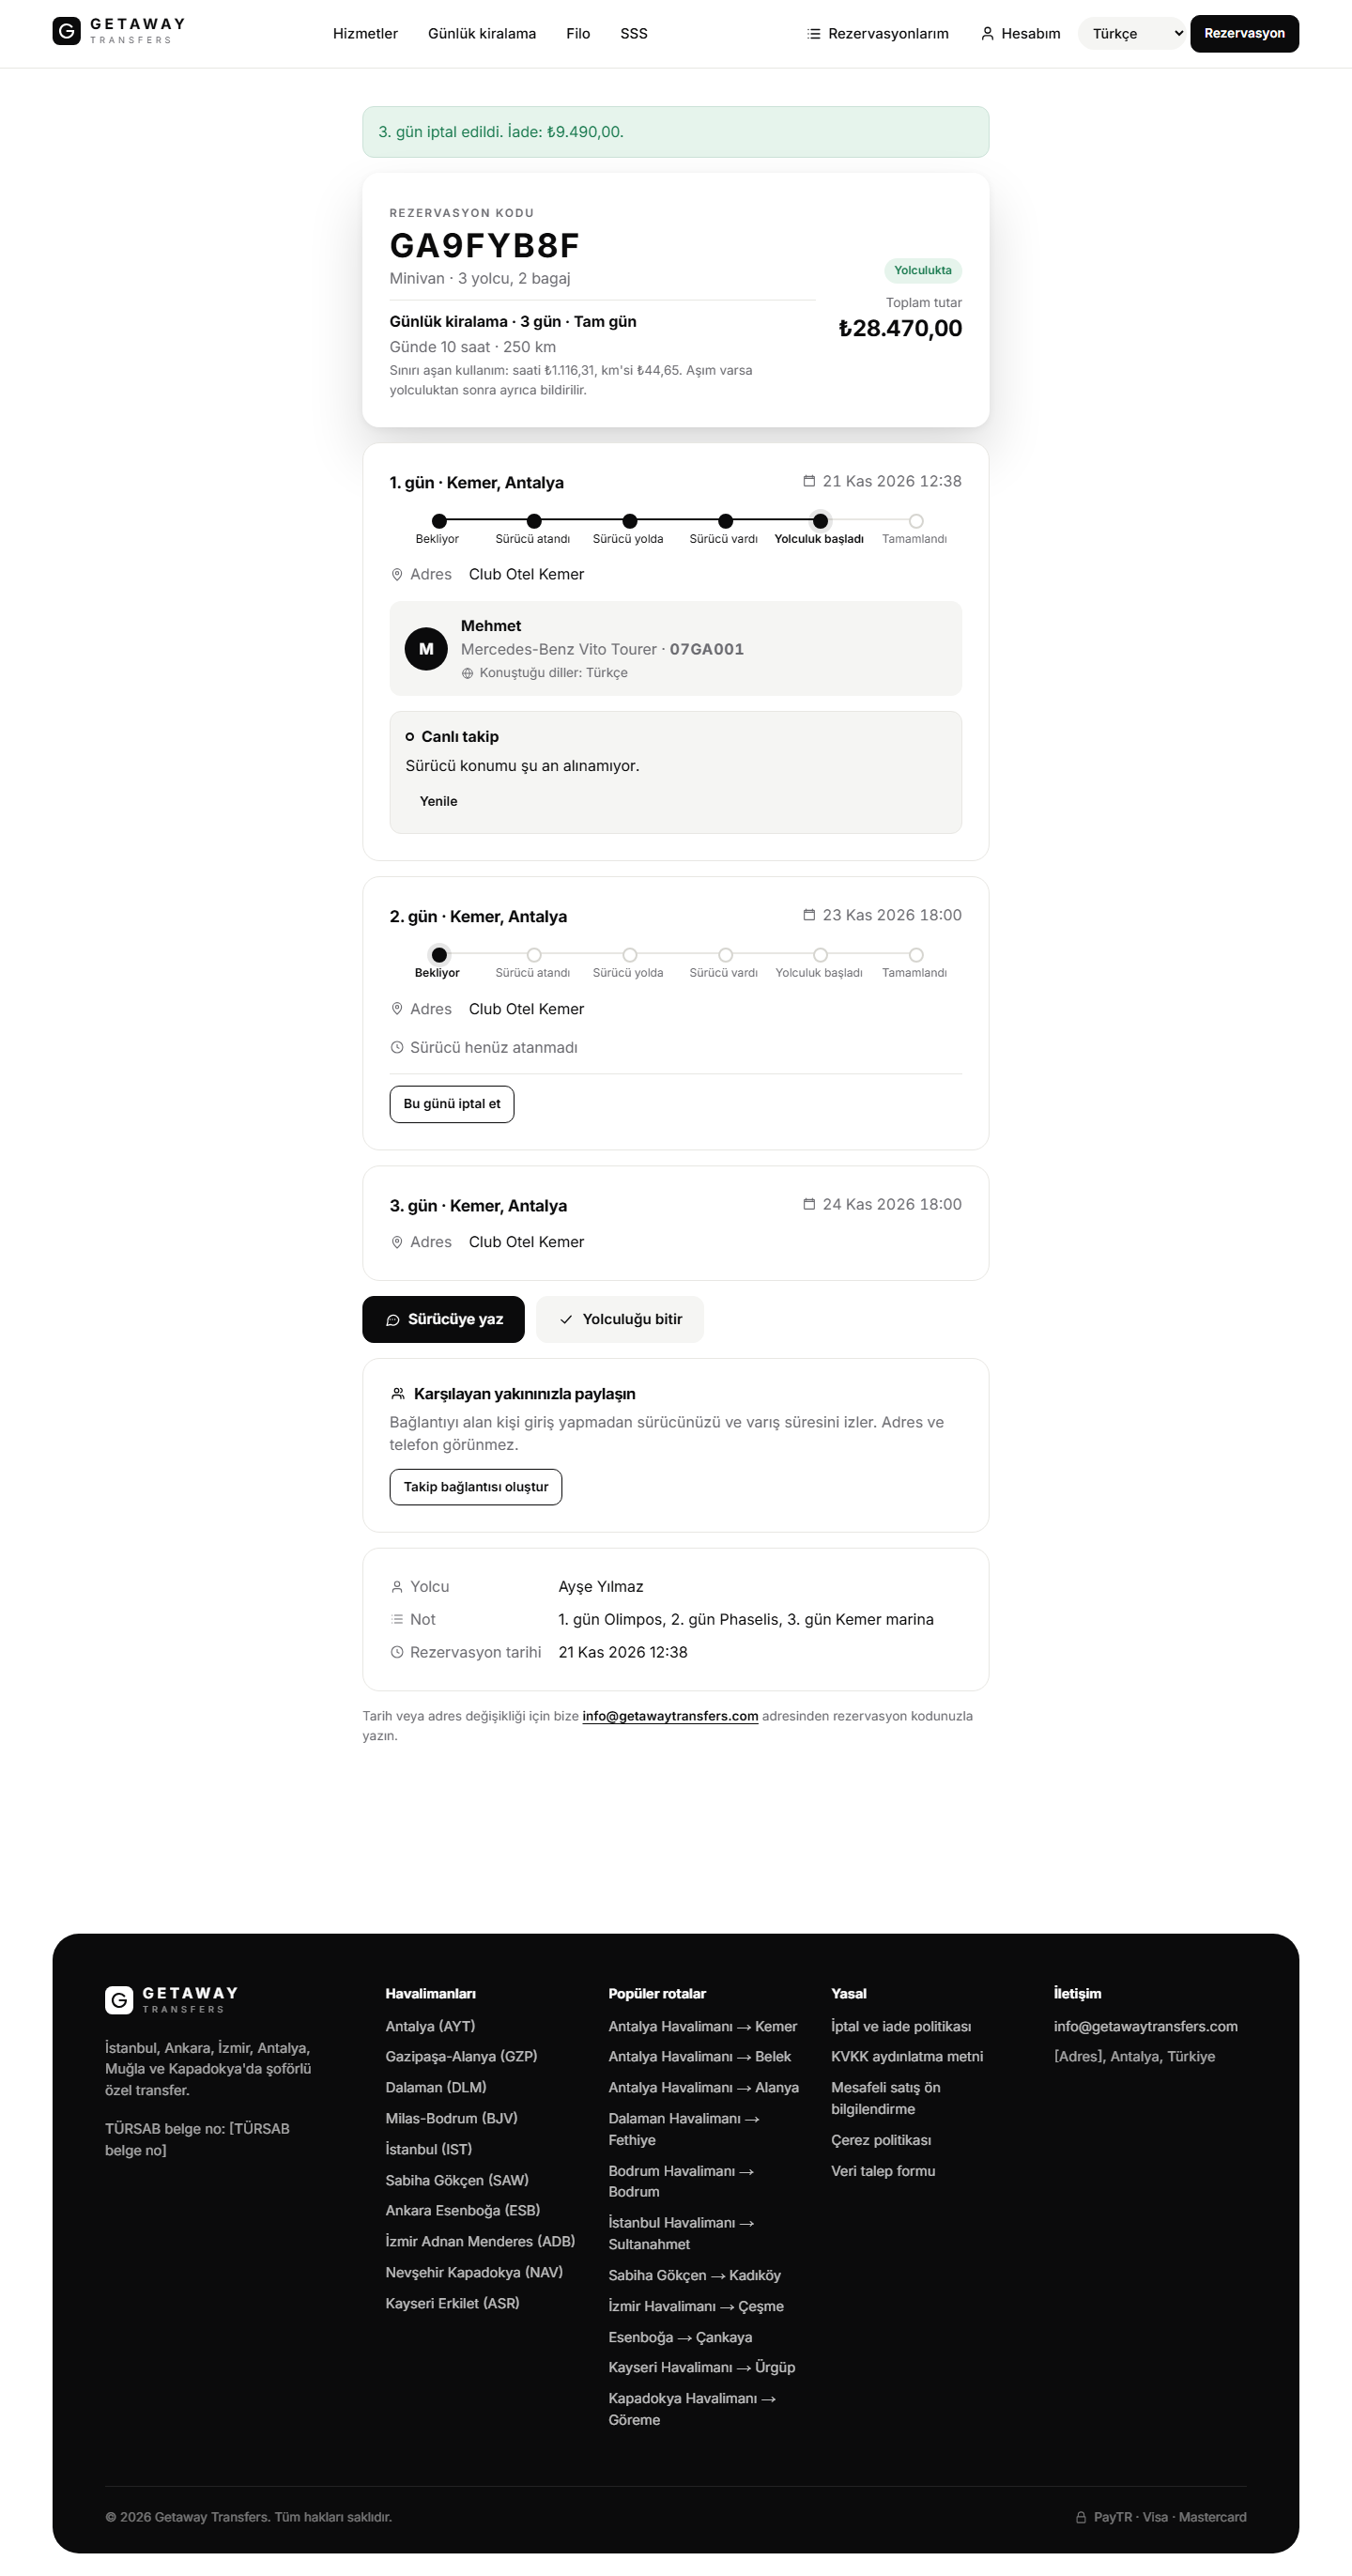 GETAWAY
TRANSFERS
Hizmetler
Günlük kiralama
Filo
SSS
Rezervasyonlarım
Hesabım
Türkçe
Rezervasyon
3. gün iptal edildi. İade: ₺9.490,00.
REZERVASYON KODU
GA9FYB8F
Minivan · 3 yolcu, 2 bagaj
Yolculukta
Toplam tutar
₺28.470,00
Günlük kiralama · 3 gün · Tam gün
Günde 10 saat · 250 km
Sınırı aşan kullanım: saati ₺1.116,31, km'si ₺44,65. Aşım varsa
yolculuktan sonra ayrıca bildirilir.
1. gün · Kemer, Antalya
21 Kas 2026 12:38
Bekliyor
Sürücü atandı
Sürücü yolda
Sürücü vardı
Yolculuk başladı
Tamamlandı
Adres
Club Otel Kemer
M
Mehmet
Mercedes-Benz Vito Tourer · 07GA001
Konuştuğu diller: Türkçe
Canlı takip
Sürücü konumu şu an alınamıyor.
Yenile
2. gün · Kemer, Antalya
23 Kas 2026 18:00
Bekliyor
Sürücü atandı
Sürücü yolda
Sürücü vardı
Yolculuk başladı
Tamamlandı
Adres
Club Otel Kemer
Sürücü henüz atanmadı
Bu günü iptal et
3. gün · Kemer, Antalya
24 Kas 2026 18:00
Adres
Club Otel Kemer
Sürücüye yaz
Yolculuğu bitir
Karşılayan yakınınızla paylaşın
Bağlantıyı alan kişi giriş yapmadan sürücünüzü ve varış süresini izler. Adres ve
telefon görünmez.
Takip bağlantısı oluştur
Yolcu
Ayşe Yılmaz
Not
1. gün Olimpos, 2. gün Phaselis, 3. gün Kemer marina
Rezervasyon tarihi
21 Kas 2026 12:38
Tarih veya adres değişikliği için bize info@getawaytransfers.com adresinden rezervasyon kodunuzla
yazın.
GETAWAY
TRANSFERS
İstanbul, Ankara, İzmir, Antalya,
Muğla ve Kapadokya'da şoförlü
özel transfer.
TÜRSAB belge no: [TÜRSAB
belge no]
Havalimanları
Antalya (AYT)
Gazipaşa-Alanya (GZP)
Dalaman (DLM)
Milas-Bodrum (BJV)
İstanbul (IST)
Sabiha Gökçen (SAW)
Ankara Esenboğa (ESB)
İzmir Adnan Menderes (ADB)
Nevşehir Kapadokya (NAV)
Kayseri Erkilet (ASR)
Popüler rotalar
Antalya Havalimanı → Kemer
Antalya Havalimanı → Belek
Antalya Havalimanı → Alanya
Dalaman Havalimanı →
Fethiye
Bodrum Havalimanı →
Bodrum
İstanbul Havalimanı →
Sultanahmet
Sabiha Gökçen → Kadıköy
İzmir Havalimanı → Çeşme
Esenboğa → Çankaya
Kayseri Havalimanı → Ürgüp
Kapadokya Havalimanı →
Göreme
Yasal
İptal ve iade politikası
KVKK aydınlatma metni
Mesafeli satış ön
bilgilendirme
Çerez politikası
Veri talep formu
İletişim
info@getawaytransfers.com
[Adres], Antalya, Türkiye
© 2026 Getaway Transfers. Tüm hakları saklıdır.
PayTR · Visa · Mastercard